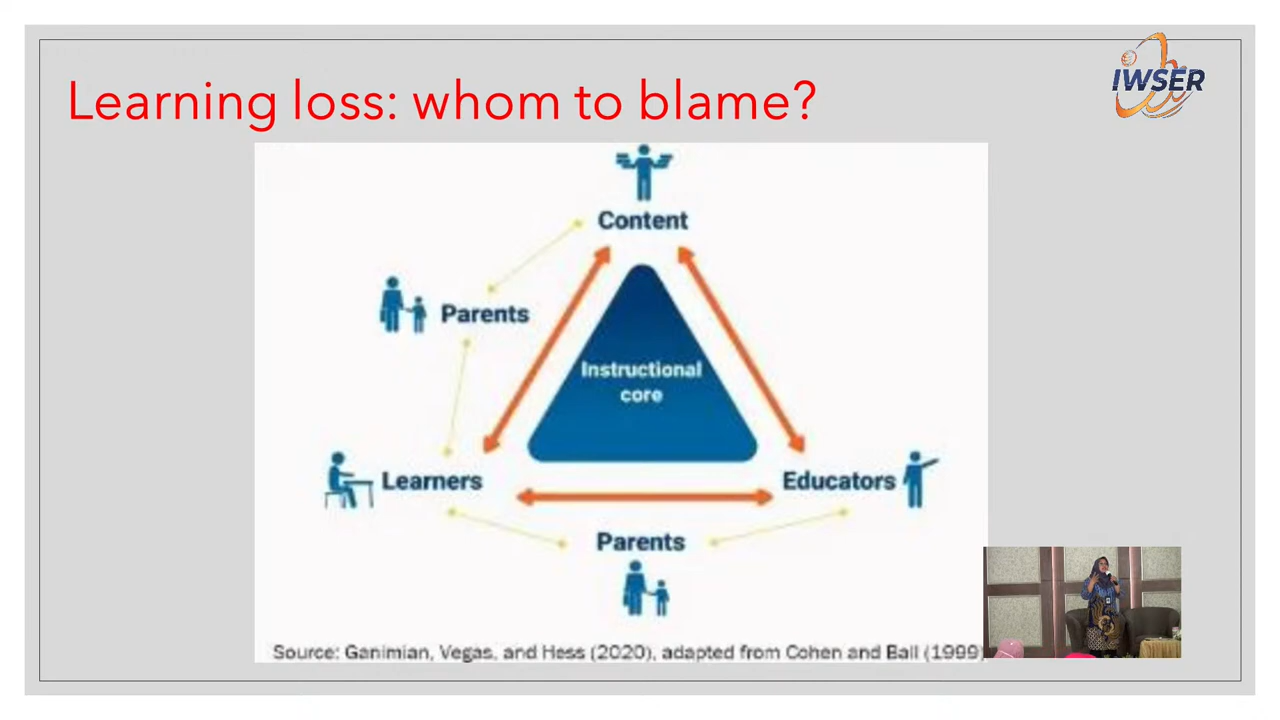 Learning loss: whom to blame?
IWSER
Content
Parents
Instructional
core
Learners
Educators
Parents
Source: Ganimian, Vegas, and Hess (2020), adapted from Cohen and Ball (1999)